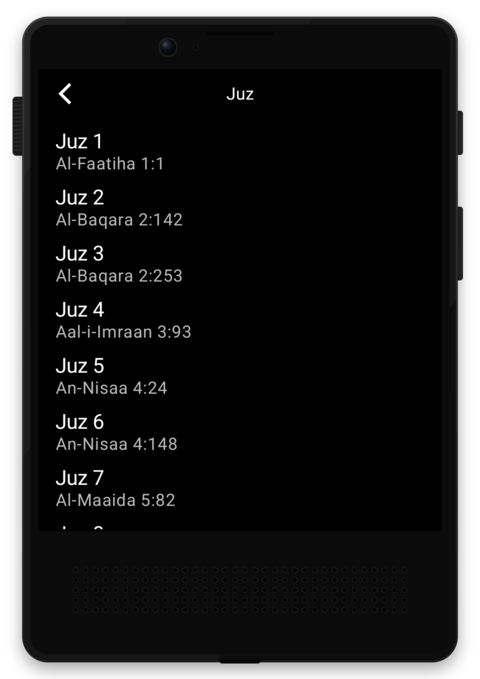 Juz
Juz 1
Al-Faatiha 1:1
Juz 2
Al-Baqara 2:142
Juz 3
Al-Baqara 2:253
Juz 4
Aal-i-Imraan 3:93
Juz 5
An-Nisaa 4:24
Juz 6
An-Nisaa 4:148
Juz 7
Al-Maaida 5:82